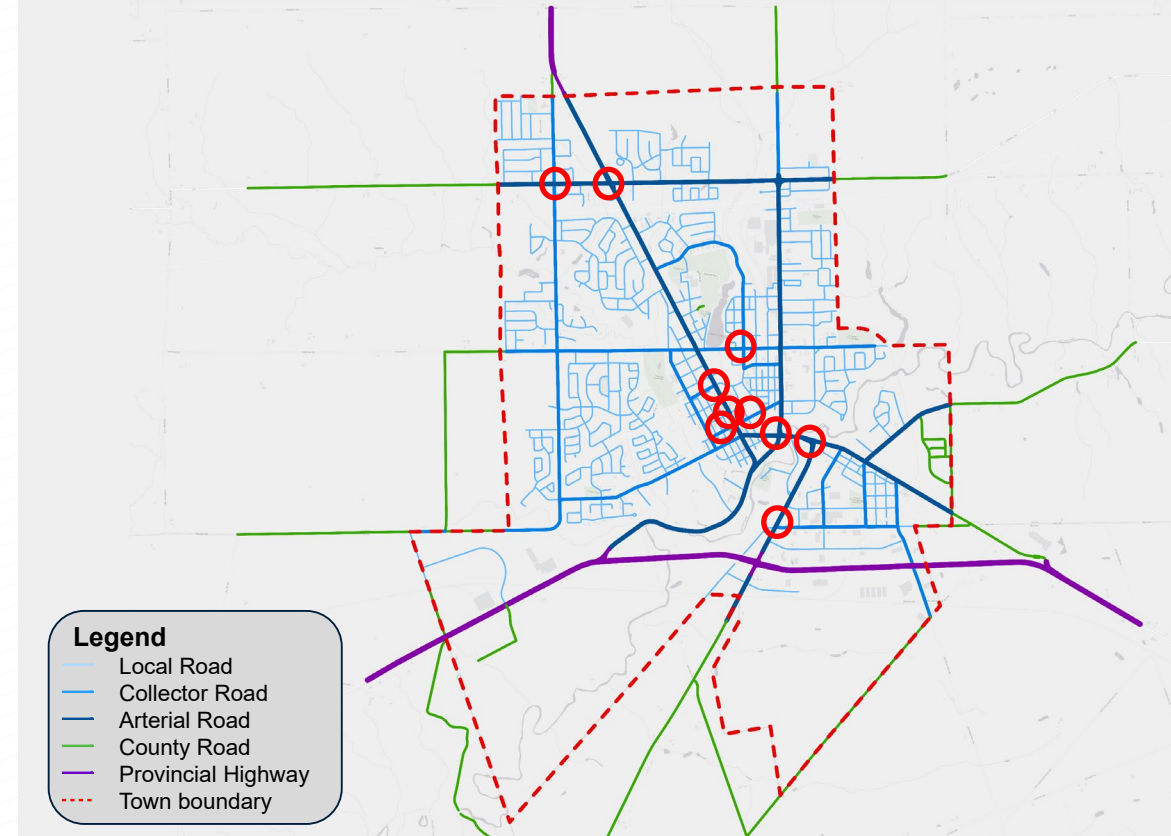 Legend
Local Road
Collector Road
Arterial Road
County Road
Provincial Highway
Town boundary